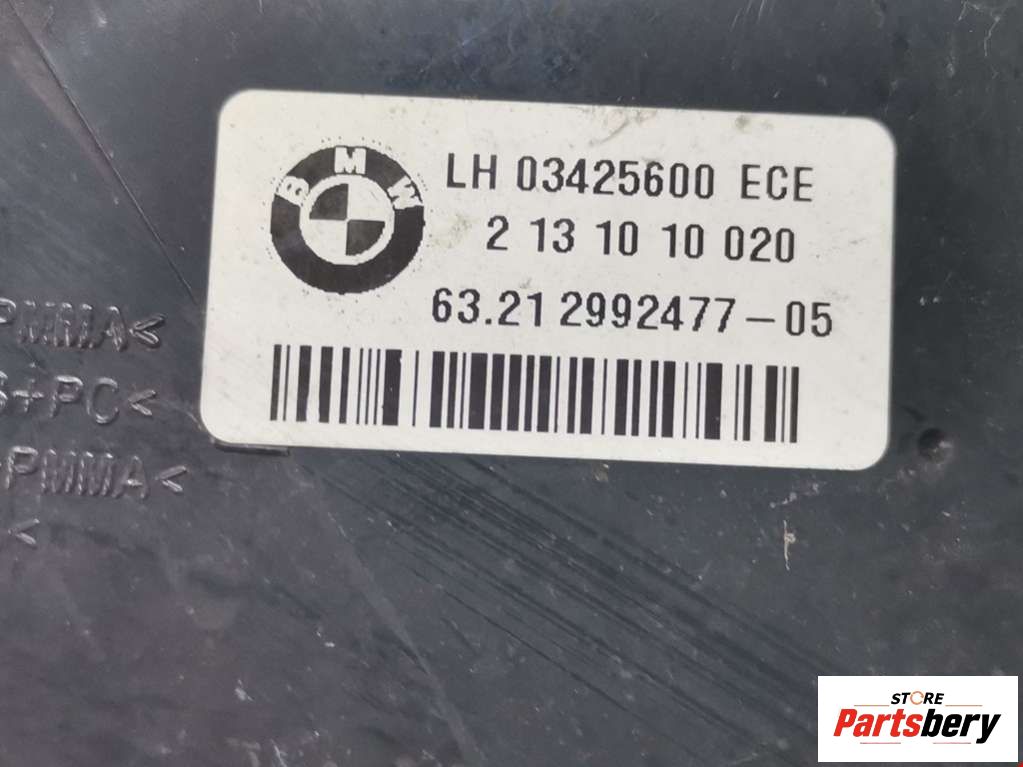 BMW
LH 03425600 ECE
2 13 10 10 020
63.21 2992477-05
PMMA<
+PC<
PMMA<
<
STORE
Partsbery